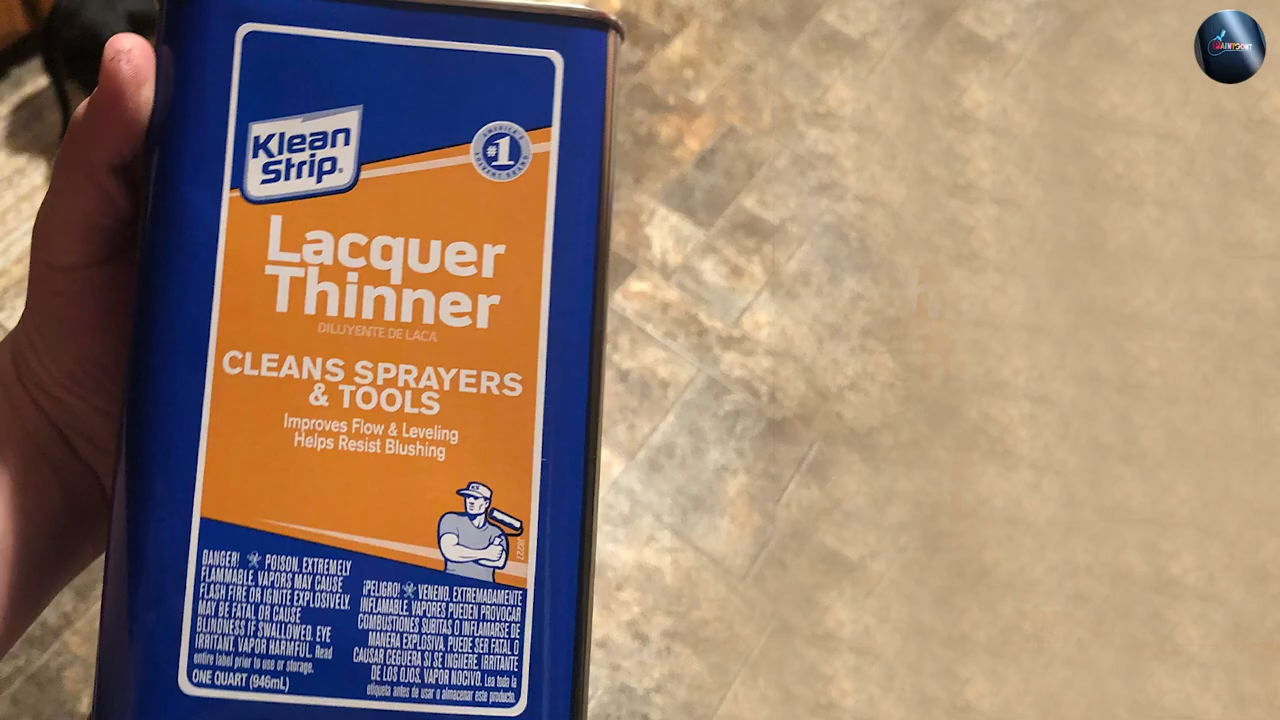 Klean
Strip®
AMERICA'S
#1
SOLVENT BRAND
Lacquer
Thinner
DILUYENTE DE LACA
CLEANS SPRAYERS
& TOOLS
Improves Flow & Leveling
Helps Resist Blushing
KS
DANGER! POISON. EXTREMELY
FLAMMABLE. VAPORS MAY CAUSE
FLASH FIRE OR IGNITE EXPLOSIVELY.
MAY BE FATAL OR CAUSE
BLINDNESS IF SWALLOWED. EYE
IRRITANT. VAPOR HARMFUL. Read
entire label prior to use or storage.
ONE QUART (946mL)
¡PELIGRO! VENENO. EXTREMADAMENTE
INFLAMABLE. VAPORES PUEDEN PROVOCAR
COMBUSTIONES SUBITAS O INFLAMARSE DE
MANERA EXPLOSIVA. PUEDE SER FATAL O
CAUSAR CEGUERA SI SE INGIERE. IRRITANTE
DE LOS OJOS. VAPOR NOCIVO. Lea toda la
etiqueta antes de usar o almacenar este producto.